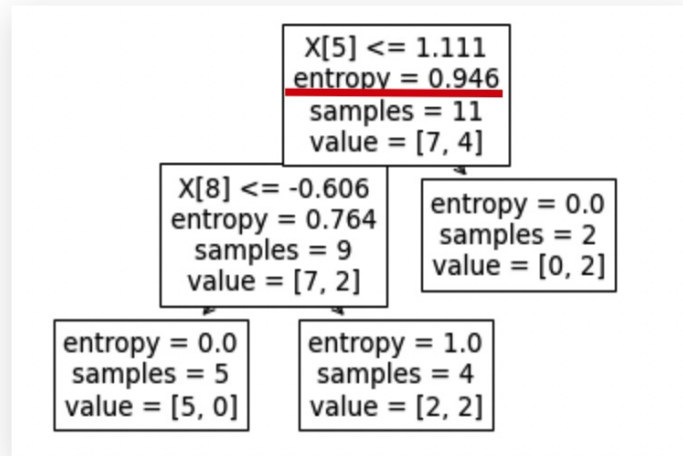 X[5] <= 1.111
entropy = 0.946
samples = 11
value = [7, 4]
X[8] <= -0.606
entropy = 0.764
samples = 9
value = [7, 2]
entropy = 0.0
samples = 2
value = [0, 2]
entropy = 0.0
samples = 5
value = [5, 0]
entropy = 1.0
samples = 4
value = [2, 2]